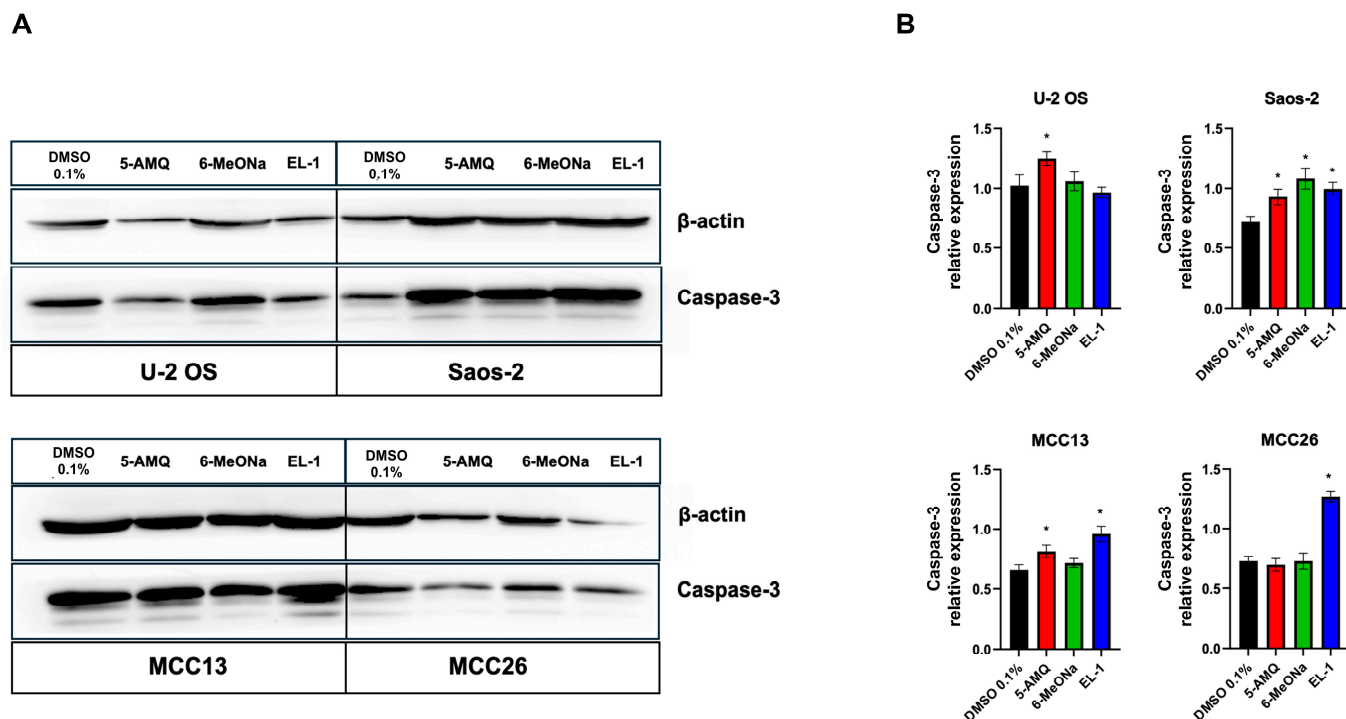 A
B
DMSO 0.1%
5-AMQ
6-MeONa
EL-1
DMSO 0.1%
5-AMQ
6-MeONa
EL-1
β-actin
Caspase-3
U-2 OS
Saos-2
DMSO 0.1%
5-AMQ
6-MeONa
EL-1
DMSO 0.1%
5-AMQ
6-MeONa
EL-1
β-actin
Caspase-3
MCC13
MCC26
U-2 OS
Caspase-3
relative expression
1.5
1.0
0.5
0.0
*
DMSO 0.1%
5-AMQ
6-MeONa
EL-1
Saos-2
Caspase-3
relative expression
1.5
1.0
0.5
0.0
*
*
*
DMSO 0.1%
5-AMQ
6-MeONa
EL-1
MCC13
Caspase-3
relative expression
1.5
1.0
0.5
0.0
*
*
DMSO 0.1%
5-AMQ
6-MeONa
EL-1
MCC26
Caspase-3
relative expression
1.5
1.0
0.5
0.0
*
DMSO 0.1%
5-AMQ
6-MeONa
EL-1